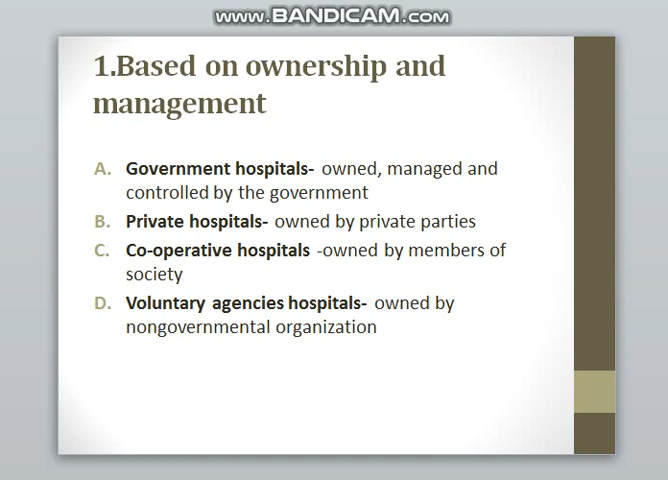 www.BANDICAM.com
1.Based on ownership and
management
A. Government hospitals- owned, managed and
controlled by the government
B. Private hospitals- owned by private parties
C. Co-operative hospitals -owned by members of
society
D. Voluntary agencies hospitals- owned by
nongovernmental organization